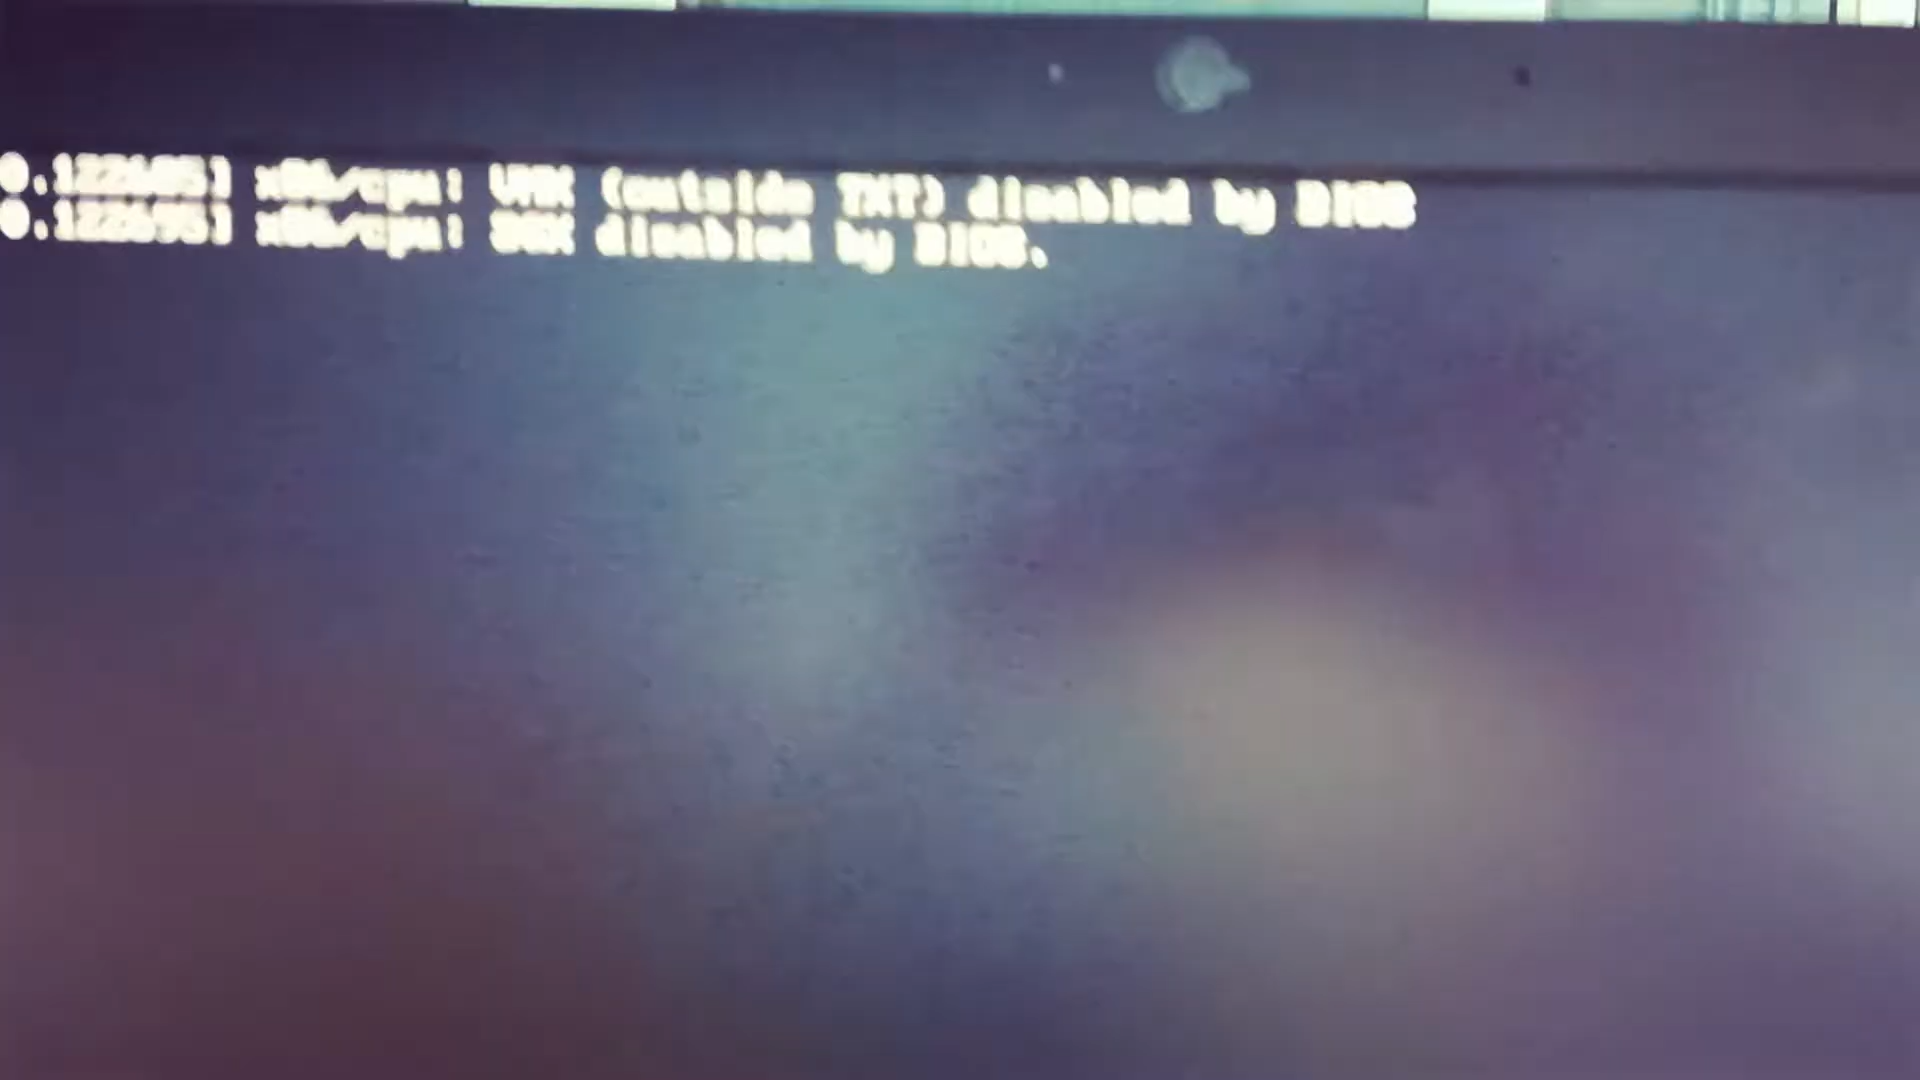 x86/cpu: VMX (outside TXT) disabled by BIOS
x86/cpu: SGX disabled by BIOS.